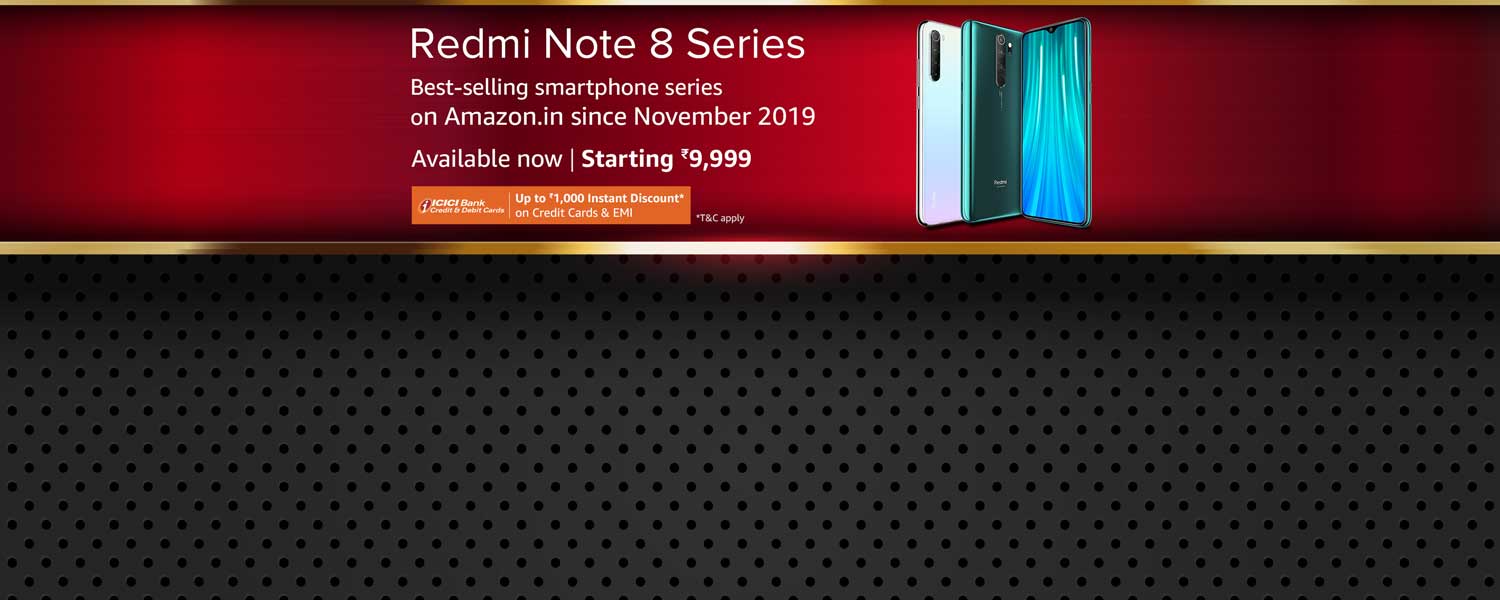 Redmi Note 8 Series
Best-selling smartphone series
on Amazon.in since November 2019
Available now | Starting ₹9,999
ICICI Bank
Credit & Debit Cards
Up to ₹1,000 Instant Discount*
on Credit Cards & EMI
*T&C apply
Redmi